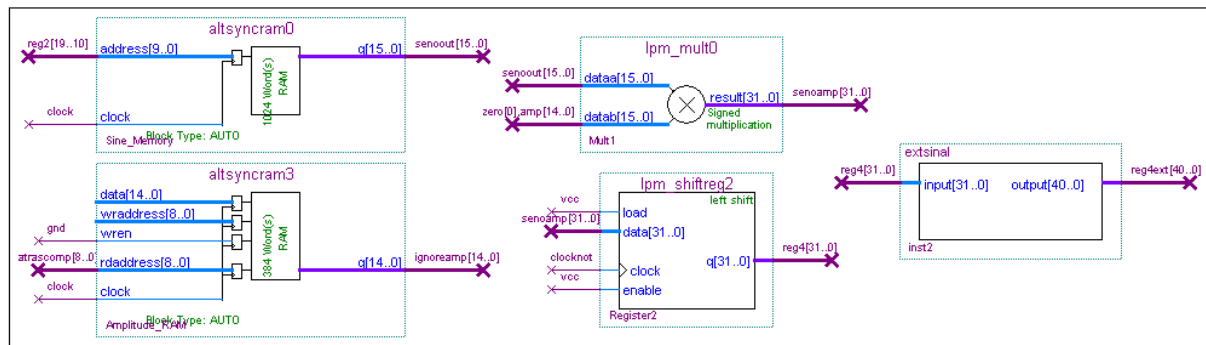 altsyncram0
reg2[19..10]
address[9..0]
q[15..0]
senoout[15..0]
1024 Word(s)
RAM
clock
clock
Block Type: AUTO
Sine_Memory
lpm_mult0
senoout[15..0]
dataa[15..0]
result[31..0]
senoamp[31..0]
zero[0],amp[14..0]
datab[15..0]
Signed
multiplication
Mult1
altsyncram3
data[14..0]
wraddress[8..0]
gnd
wren
384 Word(s)
RAM
atrascomp[8..0]
rdaddress[8..0]
q[14..0]
ignoreamp[14..0]
clock
clock
Block Type: AUTO
Amplitude_RAM
lpm_shiftreg2
left shift
vcc
load
senoamp[31..0]
data[31..0]
q[31..0]
reg4[31..0]
clocknot
clock
vcc
enable
Register2
extsinal
reg4[31..0]
input[31..0]
output[40..0]
reg4ext[40..0]
inst2